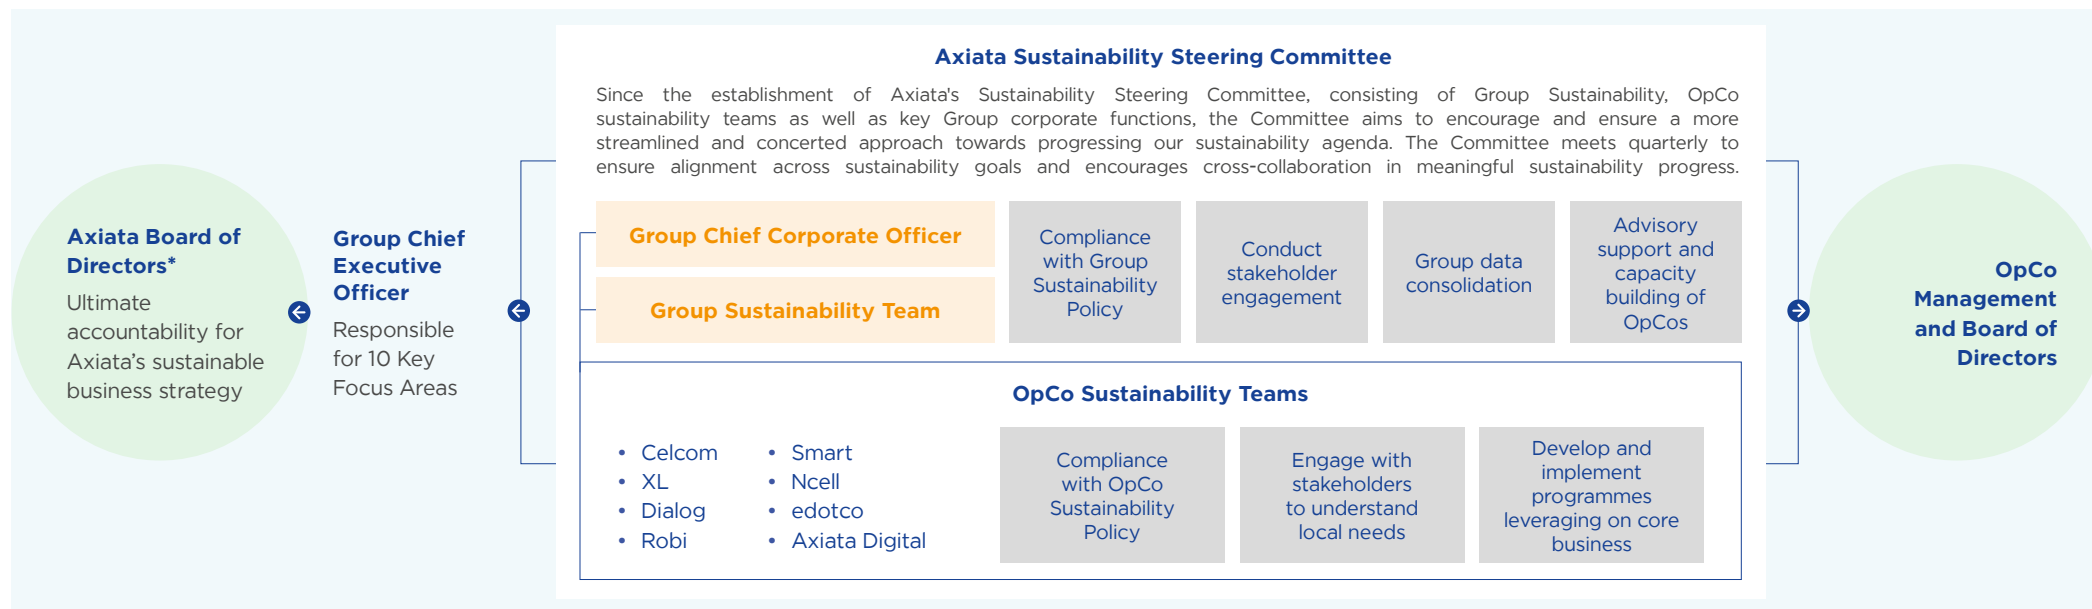 Axiata Sustainability Steering Committee
Since the establishment of Axiata's Sustainability Steering Committee, consisting of Group Sustainability, OpCo
sustainability teams as well as key Group corporate functions, the Committee aims to encourage and ensure a more
streamlined and concerted approach towards progressing our sustainability agenda. The Committee meets quarterly to
ensure alignment across sustainability goals and encourages cross-collaboration in meaningful sustainability progress.
Axiata Board of
Directors*
Ultimate
accountability for
Axiata’s sustainable
business strategy
Group Chief
Executive
Officer
Responsible
for 10 Key
Focus Areas
Group Chief Corporate Officer
Group Sustainability Team
Compliance
with Group
Sustainability
Policy
Conduct
stakeholder
engagement
Group data
consolidation
Advisory
support and
capacity
building of
OpCos
OpCo Sustainability Teams
• Celcom
• XL
• Dialog
• Robi
• Smart
• Ncell
• edotco
• Axiata Digital
Compliance
with OpCo
Sustainability
Policy
Engage with
stakeholders
to understand
local needs
Develop and
implement
programmes
leveraging on core
business
OpCo
Management
and Board of
Directors